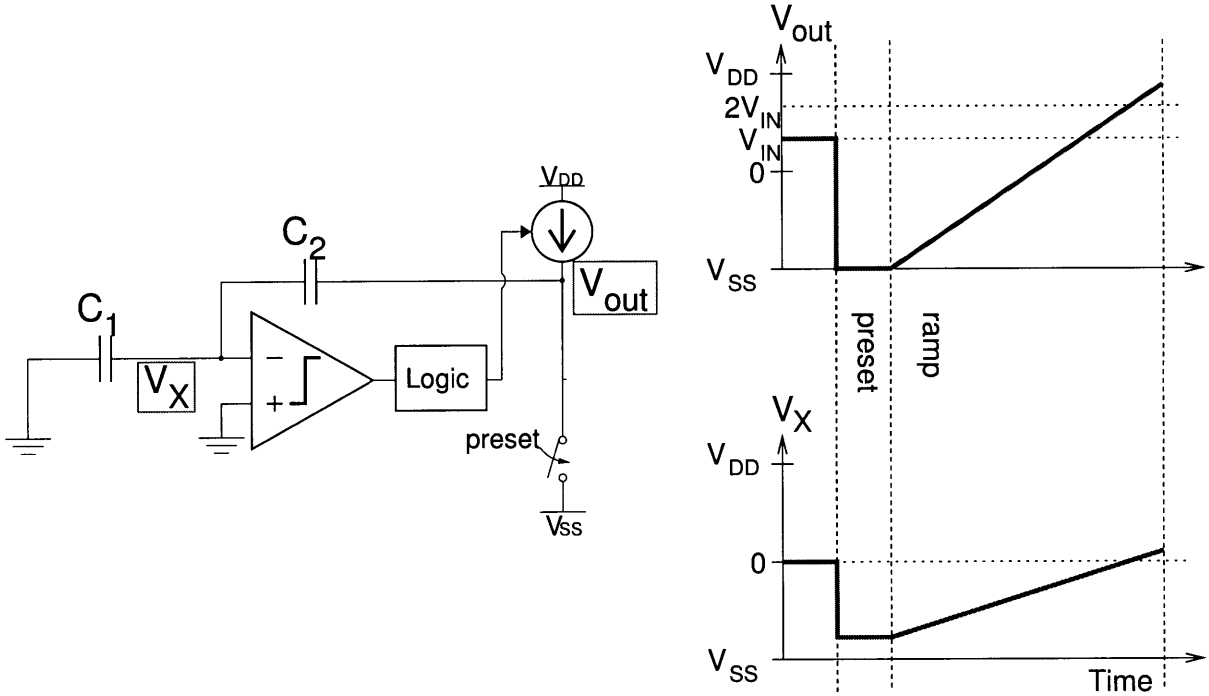 C1
VX
C2
−
+
Logic
VDD
Vout
preset
VSS
Vout
VDD
2VIN
VIN
0
VSS
preset
ramp
VX
VDD
0
VSS
Time